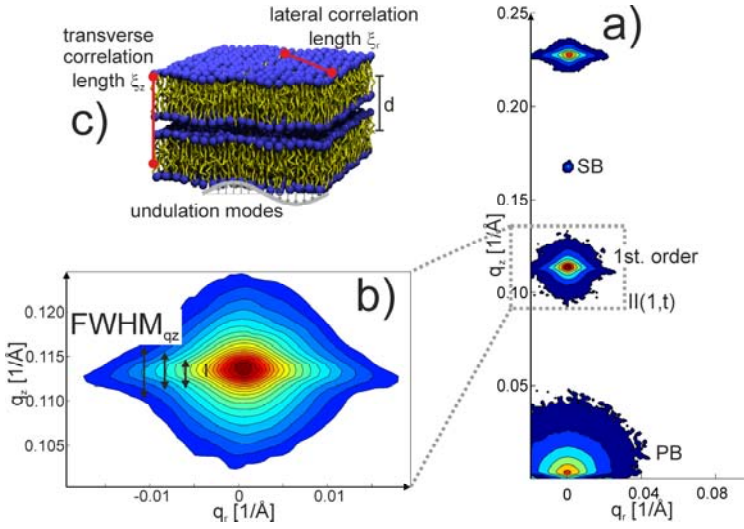 transverse
correlation
length ξz
lateral correlation
length ξr
d
c)
undulation modes
a)
0.25
0.20
0.15
0.10
0.05
qz [1/Å]
SB
1st. order
II(1,t)
PB
0
0.04
0.08
qr [1/Å]
b)
FWHMqz
0.120
0.115
0.110
0.105
qz [1/Å]
-0.01
0
0.01
qr [1/Å]